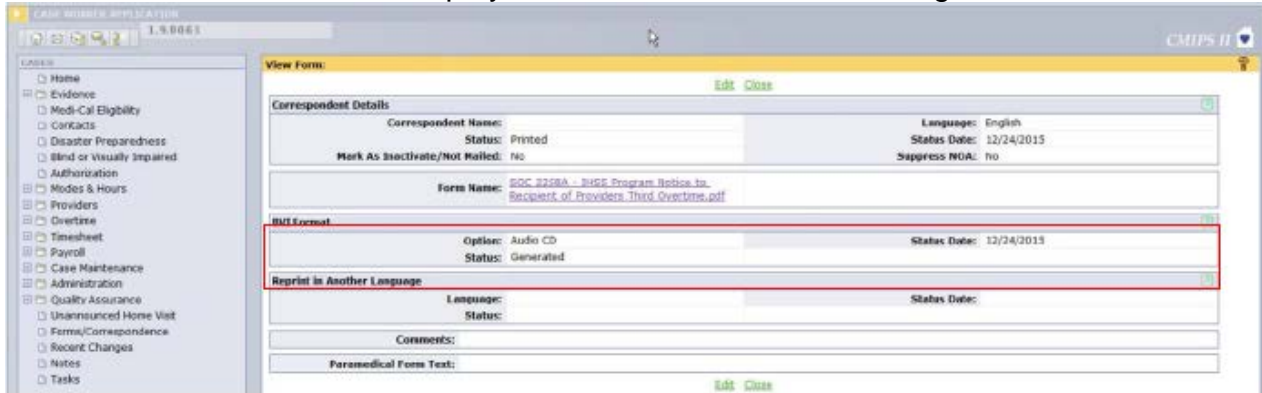 CASE WORKER APPLICATION
1.9.0061
CMIPS II
CASES
Home
Evidence
Medi-Cal Eligibility
Contacts
Disaster Preparedness
Blind or Visually Impaired
Authorization
Modes & Hours
Providers
Overtime
Timesheet
Payroll
Case Maintenance
Administration
Quality Assurance
Unannounced Home Visit
Forms/Correspondence
Recent Changes
Notes
Tasks
View Form:
Edit Close
Correspondent Details
Correspondent Name: Language: English
Status: Printed Status Date: 12/24/2015
Mark As Inactivate/Not Mailed: No Suppress NOA: No
Form Name: SOC 2258A - IHSS Program Notice to
Recipient of Providers Third Overtime.pdf
BVI Format
Option: Audio CD Status Date: 12/24/2015
Status: Generated
Reprint in Another Language
Language: Status Date:
Status:
Comments:
Paramedical Form Text:
Edit Close